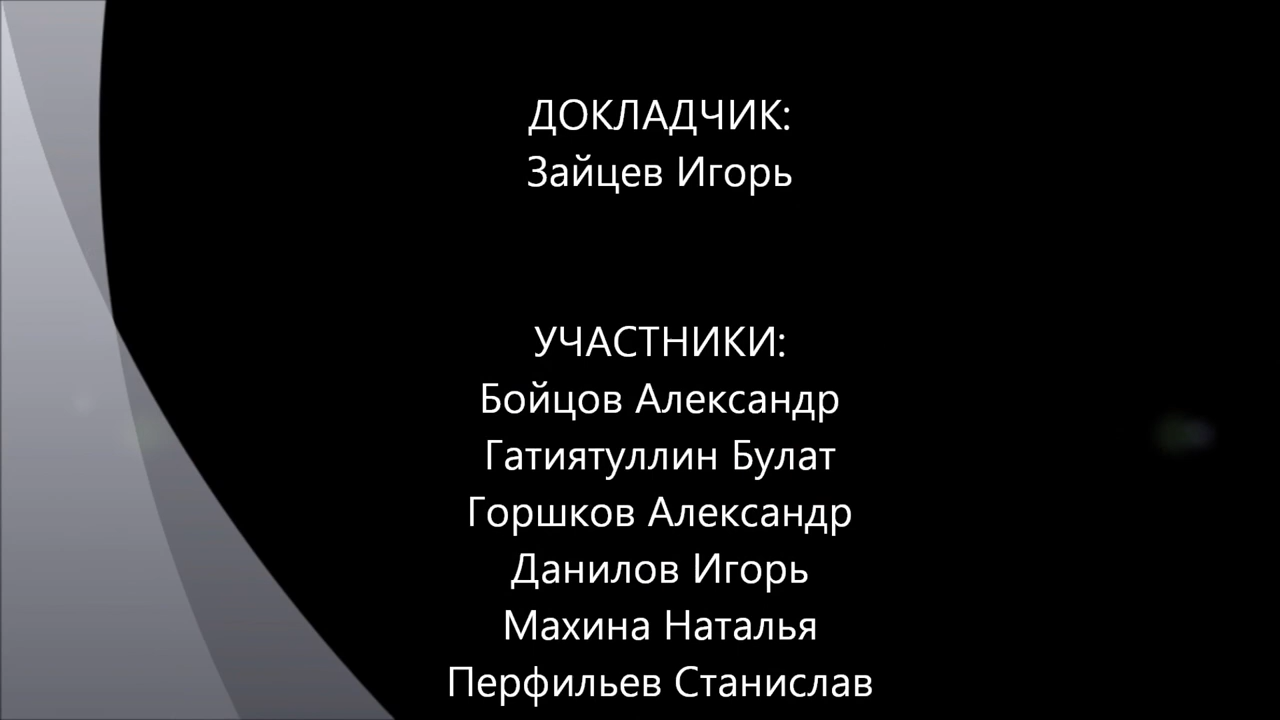 ДОКЛАДЧИК:
Зайцев Игорь
УЧАСТНИКИ:
Бойцов Александр
Гатиятуллин Булат
Горшков Александр
Данилов Игорь
Махина Наталья
Перфильев Станислав